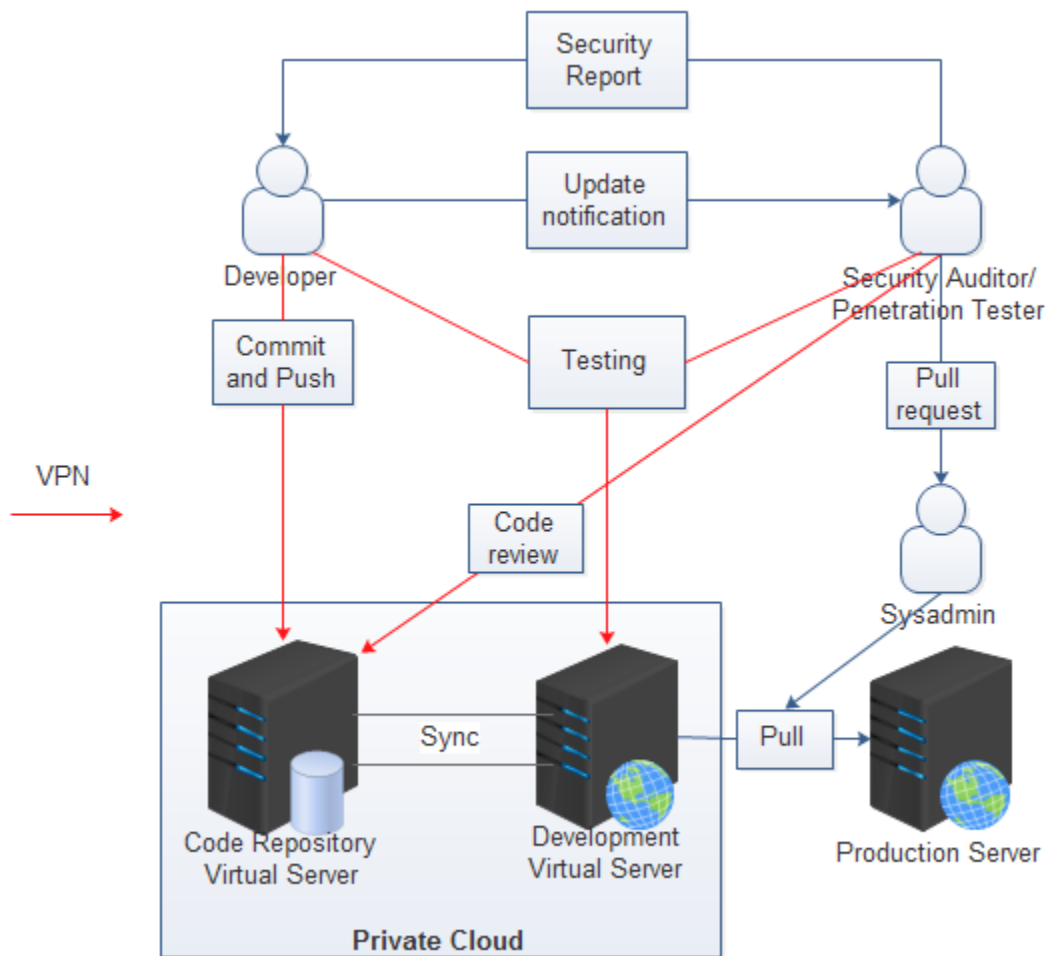 Security
Report
Update
notification
Developer
Security Auditor/
Penetration Tester
Commit
and Push
Testing
Pull
request
VPN
Code
review
Sysadmin
Sync
Pull
Code Repository
Virtual Server
Development
Virtual Server
Production Server
Private Cloud